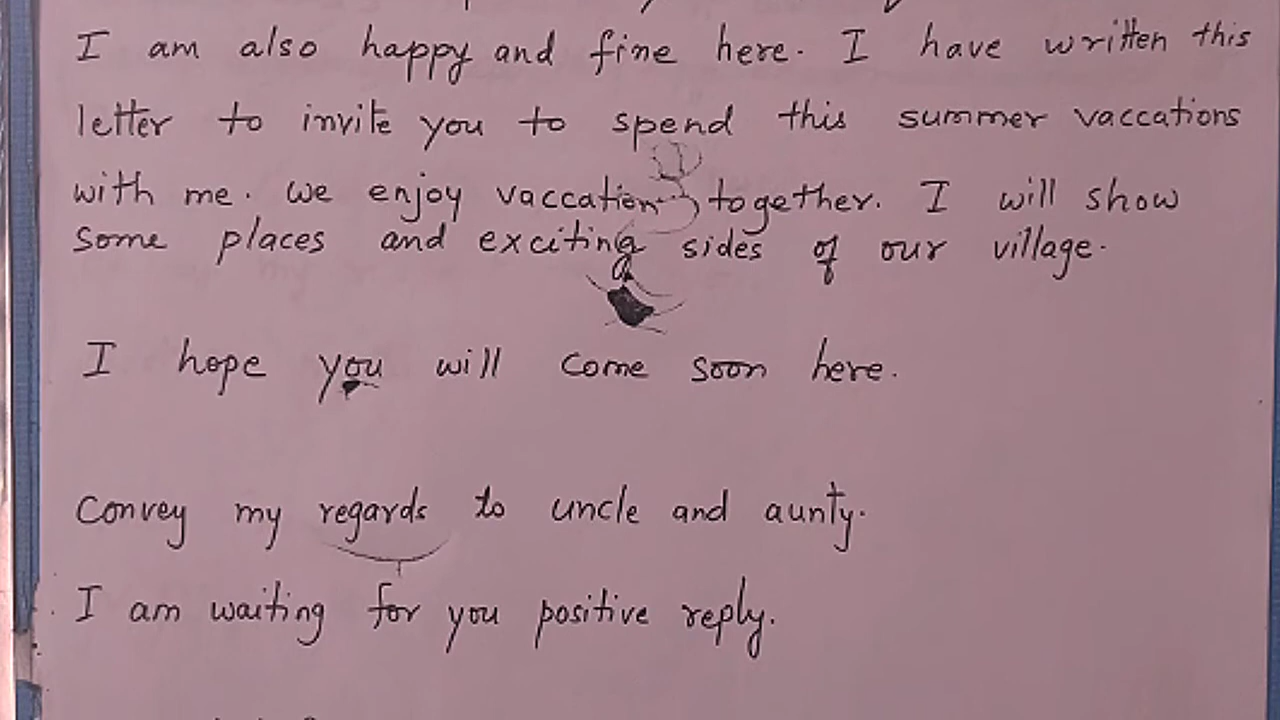 I am also happy and fine here. I have written this
letter to invite you to spend this summer vaccations
with me. We enjoy vaccation together. I will show
some places and exciting sides of our village.
I hope you will come soon here.
Convey my regards to uncle and aunty.
I am waiting for you positive reply.